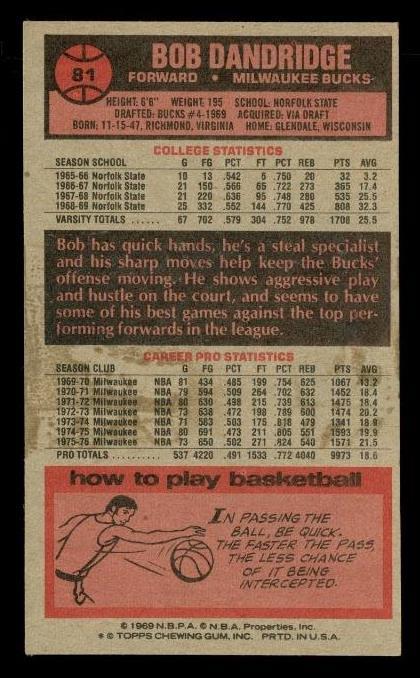 81
BOB DANDRIDGE
FORWARD • MILWAUKEE BUCKS
HEIGHT: 6'6" WEIGHT: 195 SCHOOL: NORFOLK STATE
DRAFTED: BUCKS #4-1969 ACQUIRED: VIA DRAFT
BORN: 11-15-47, RICHMOND, VIRGINIA HOME: GLENDALE, WISCONSIN
COLLEGE STATISTICS
SEASON SCHOOL G FG PCT FT PCT REB PTS AVG
1965-66 Norfolk State 10 13 .542 6 .750 20 32 3.2
1966-67 Norfolk State 21 150 .566 65 .722 273 365 17.4
1967-68 Norfolk State 21 220 .636 95 .748 280 535 25.5
1968-69 Norfolk State 25 332 .552 144 .770 425 808 32.3
VARSITY TOTALS ...... 67 702 .579 304 .752 978 1708 25.5
Bob has quick hands, he's a steal specialist
and his sharp moves help keep the Bucks'
offense moving. He shows aggressive play
and hustle on the court, and seems to have
some of his best games against the top per-
forming forwards in the league.
CAREER PRO STATISTICS
SEASON CLUB G FG PCT FT PCT REB PTS AVG
1969-70 Milwaukee NBA 81 434 .485 199 .754 625 1067 13.2
1970-71 Milwaukee NBA 79 594 .509 264 .702 632 1452 18.4
1971-72 Milwaukee NBA 80 630 .498 215 .739 613 1475 18.4
1972-73 Milwaukee NBA 73 638 .472 198 .789 600 1474 20.2
1973-74 Milwaukee NBA 71 583 .503 175 .818 479 1341 18.9
1974-75 Milwaukee NBA 80 691 .473 211 .805 551 1593 19.9
1975-76 Milwaukee NBA 73 650 .502 271 .824 540 1571 21.5
PRO TOTALS .......... 537 4220 .491 1533 .772 4040 9973 18.6
how to play basketball
IN PASSING THE
BALL, BE QUICK.
THE FASTER THE PASS,
THE LESS CHANCE
OF IT BEING
INTERCEPTED.
© 1969 N.B.P.A. © N.B.A. Properties, Inc.
* © TOPPS CHEWING GUM, INC. PRTD. IN U.S.A.